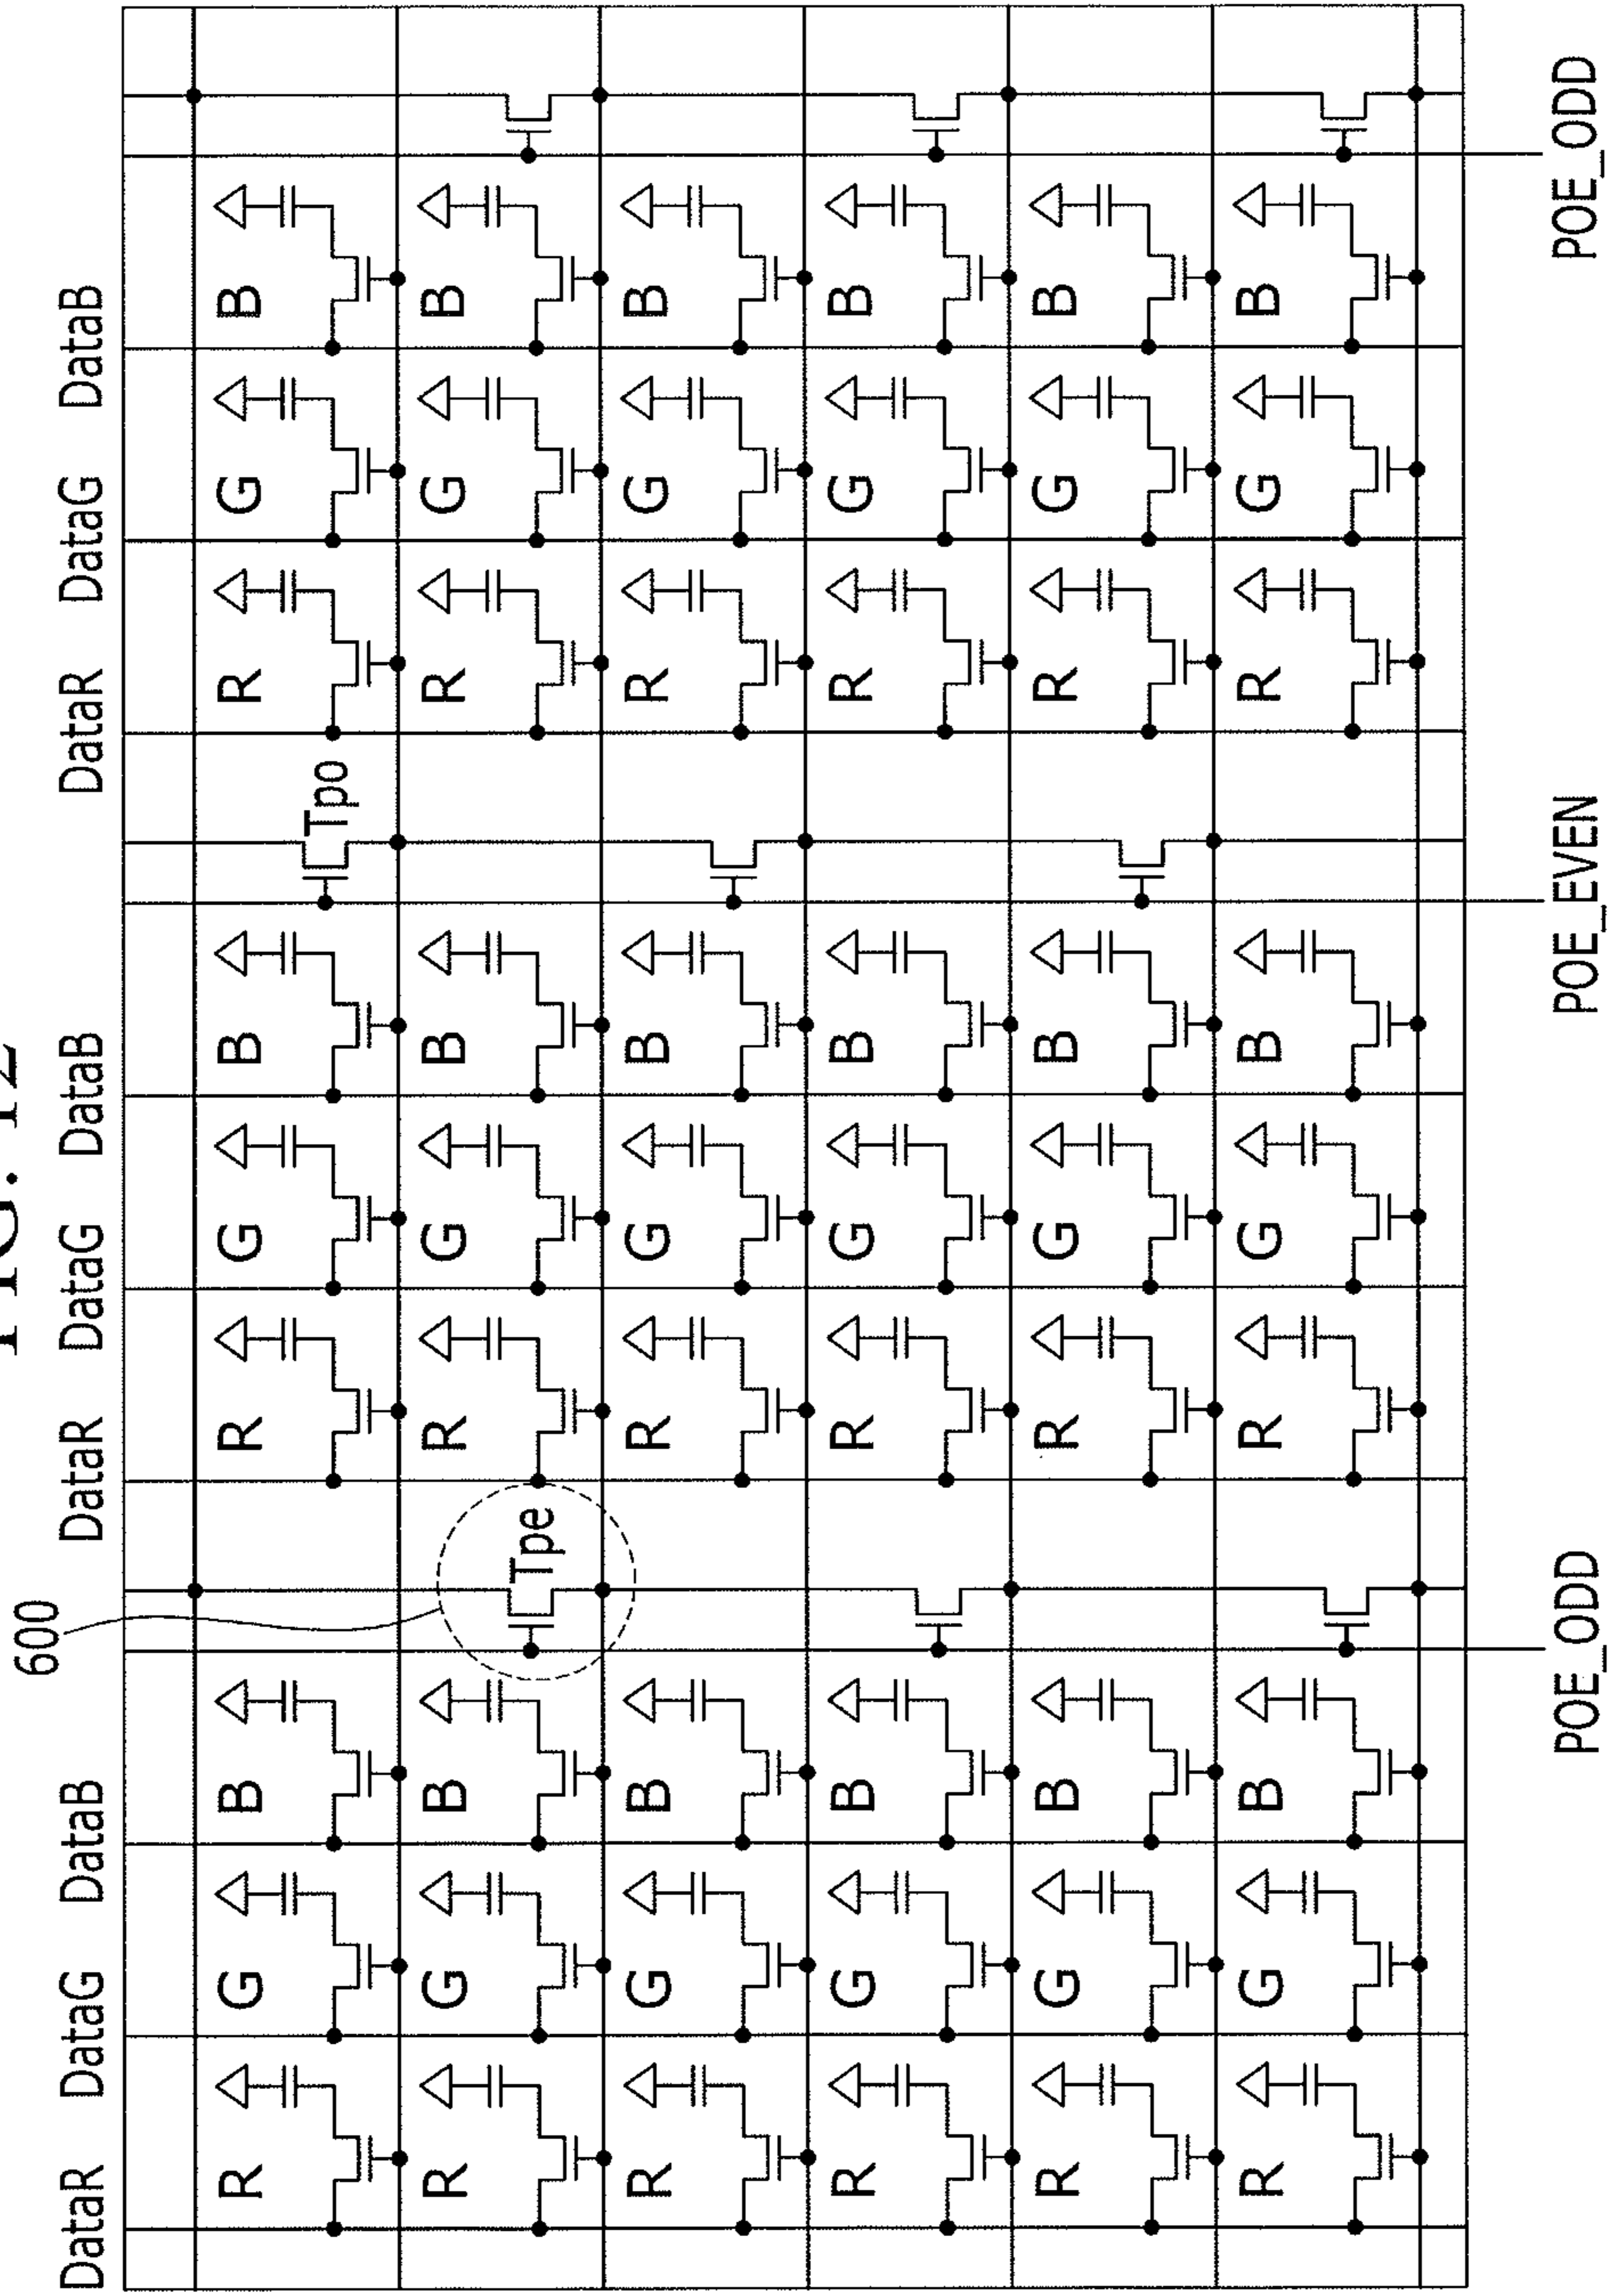 FIG. 12
600
DataR DataG DataB DataR DataG DataB DataR DataG DataB
R G B R G B R G B
Tpo
R G B R G B R G B
Tpe
R G B R G B R G B
R G B R G B R G B
R G B R G B R G B
R G B R G B R G B
POE_ODD POE_EVEN POE_ODD